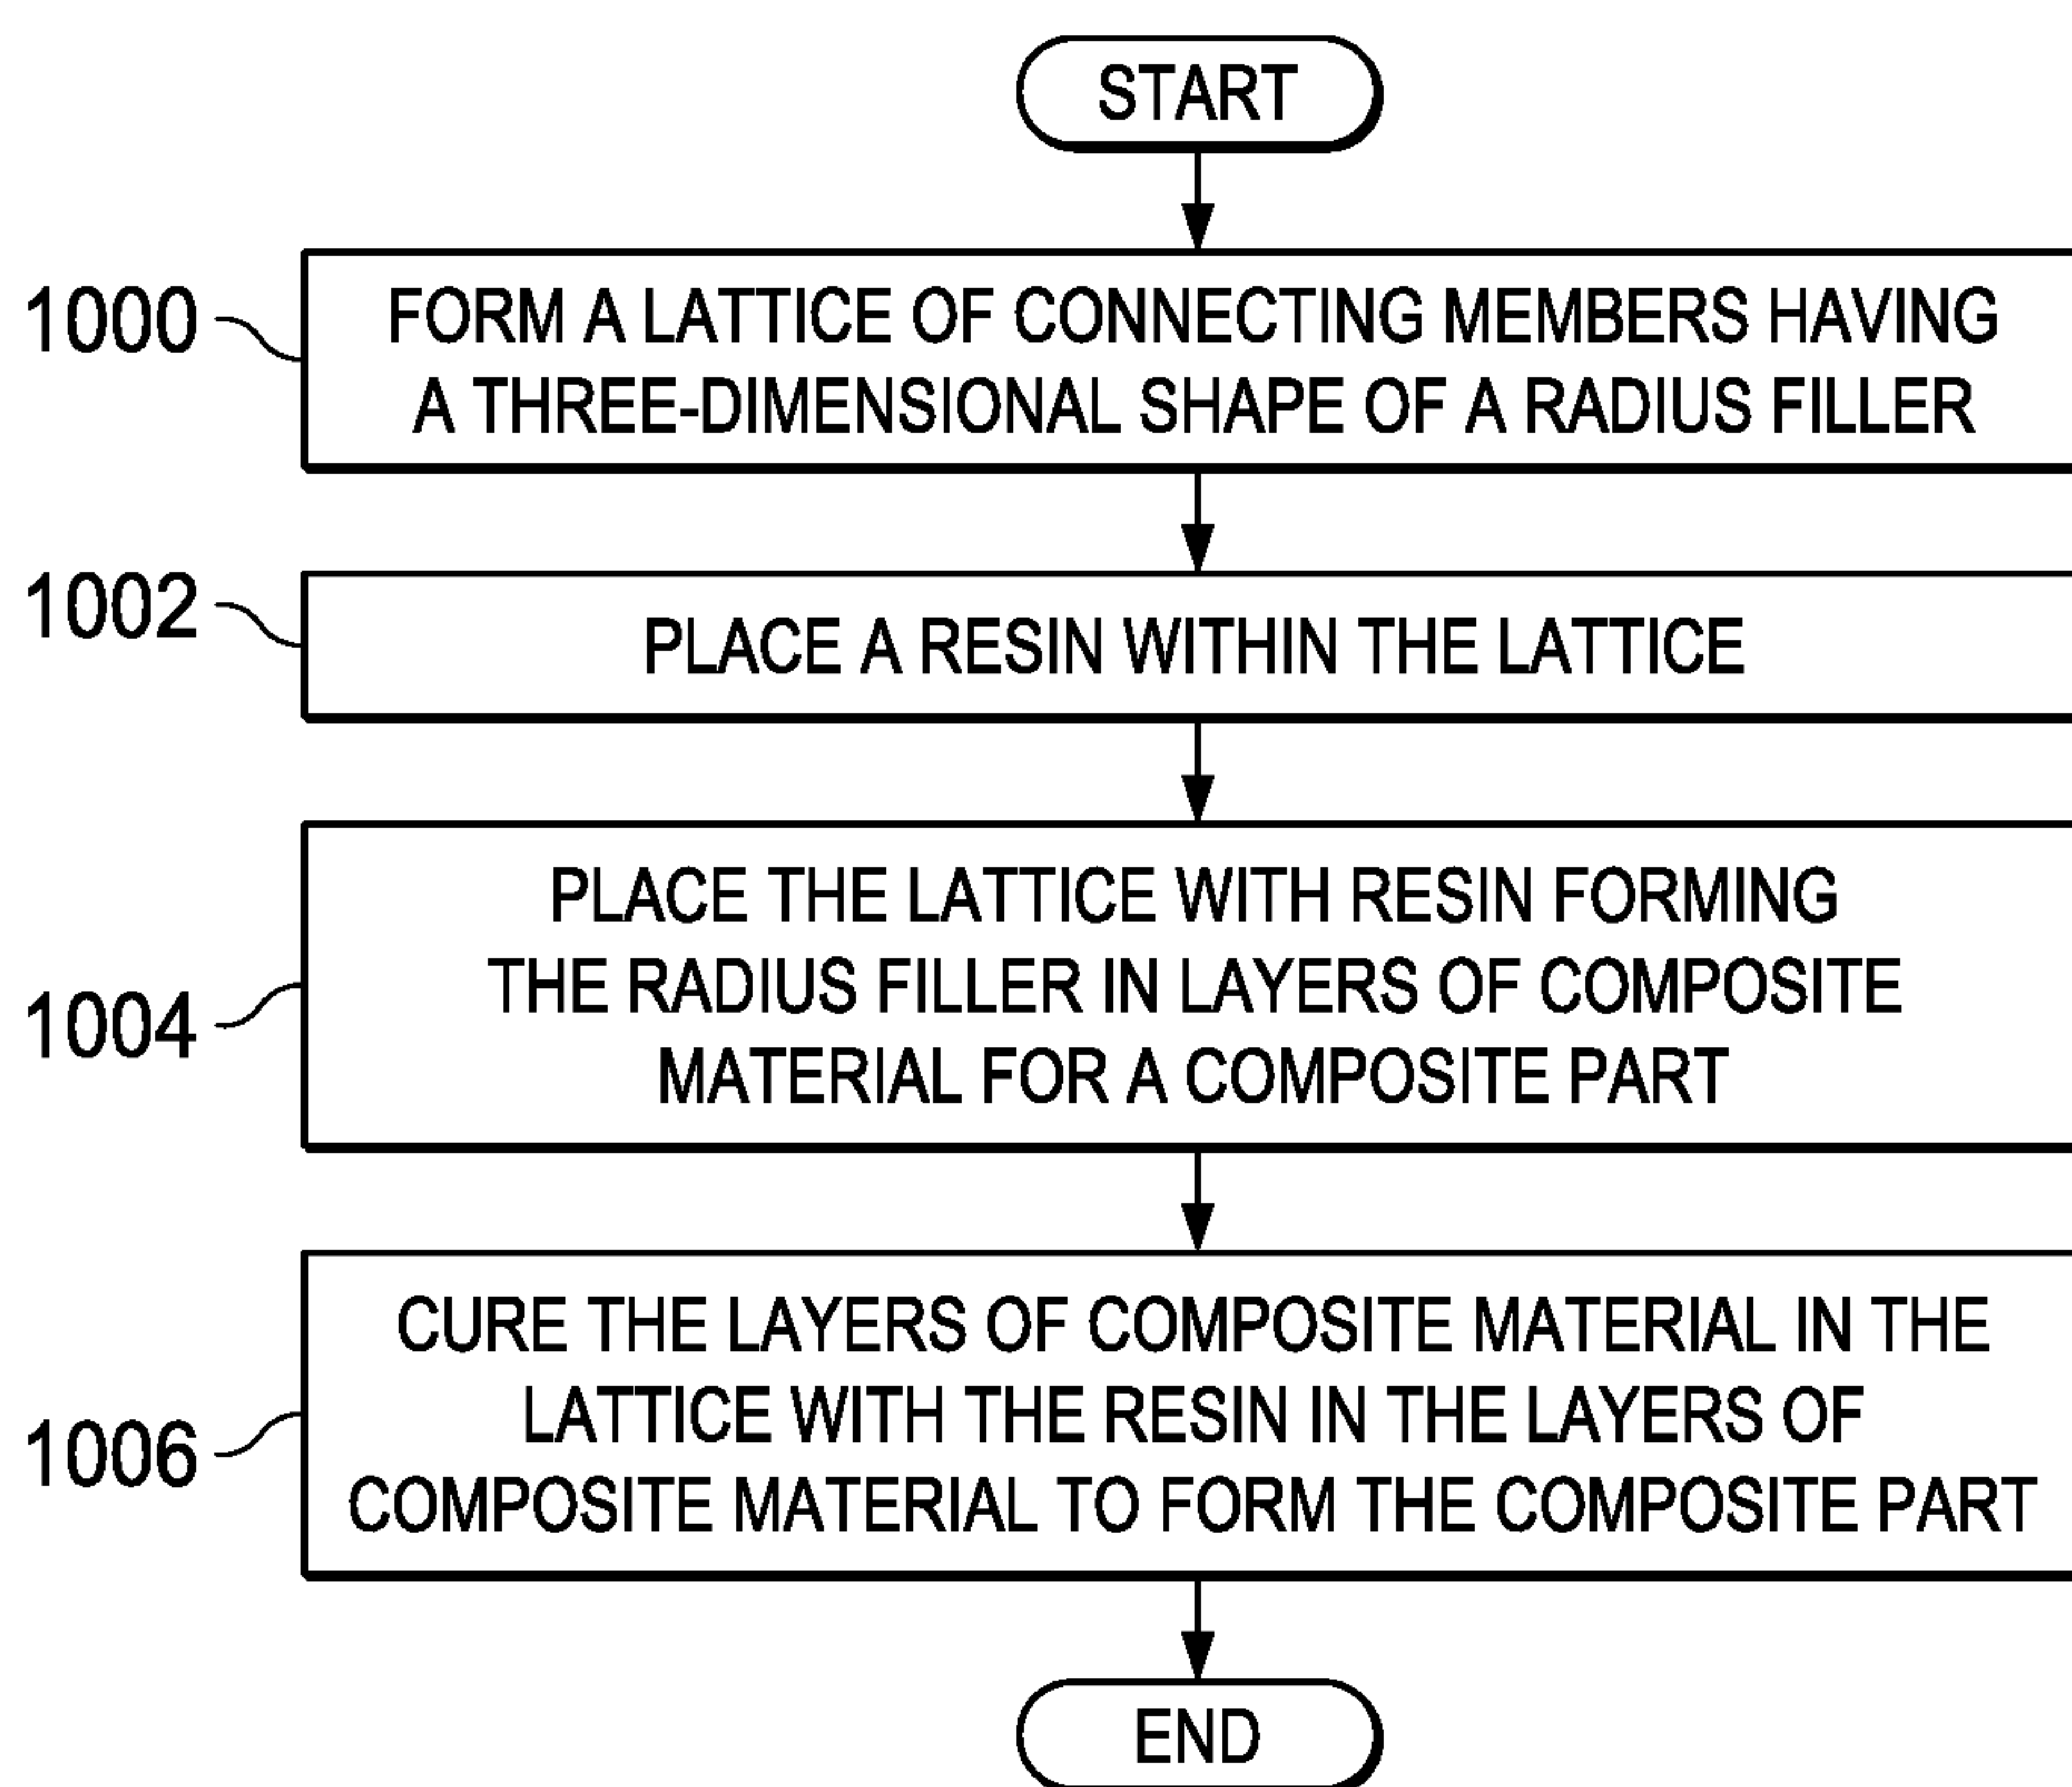 START
1000
FORM A LATTICE OF CONNECTING MEMBERS HAVING
A THREE-DIMENSIONAL SHAPE OF A RADIUS FILLER
1002
PLACE A RESIN WITHIN THE LATTICE
1004
PLACE THE LATTICE WITH RESIN FORMING
THE RADIUS FILLER IN LAYERS OF COMPOSITE
MATERIAL FOR A COMPOSITE PART
1006
CURE THE LAYERS OF COMPOSITE MATERIAL IN THE
LATTICE WITH THE RESIN IN THE LAYERS OF
COMPOSITE MATERIAL TO FORM THE COMPOSITE PART
END